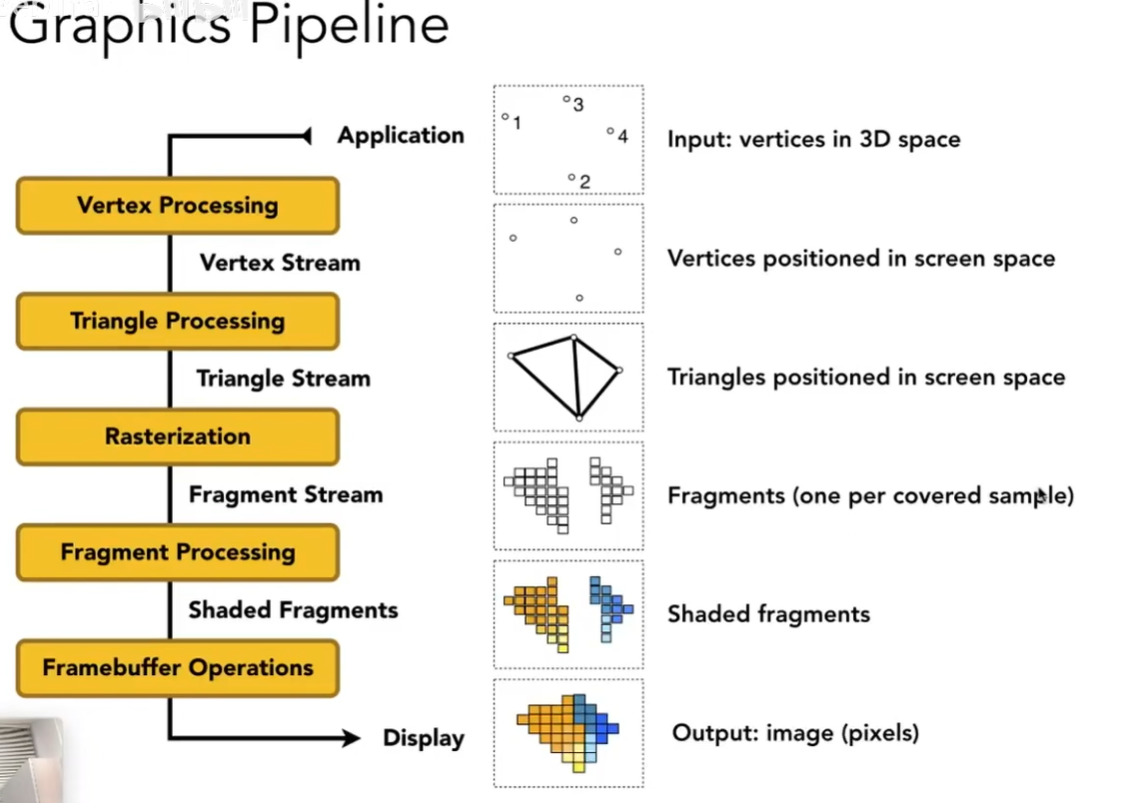 Graphics Pipeline
Application
Vertex Processing
Vertex Stream
Triangle Processing
Triangle Stream
Rasterization
Fragment Stream
Fragment Processing
Shaded Fragments
Framebuffer Operations
Display
1
3
4
2
Input: vertices in 3D space
Vertices positioned in screen space
Triangles positioned in screen space
Fragments (one per covered sample)
Shaded fragments
Output: image (pixels)